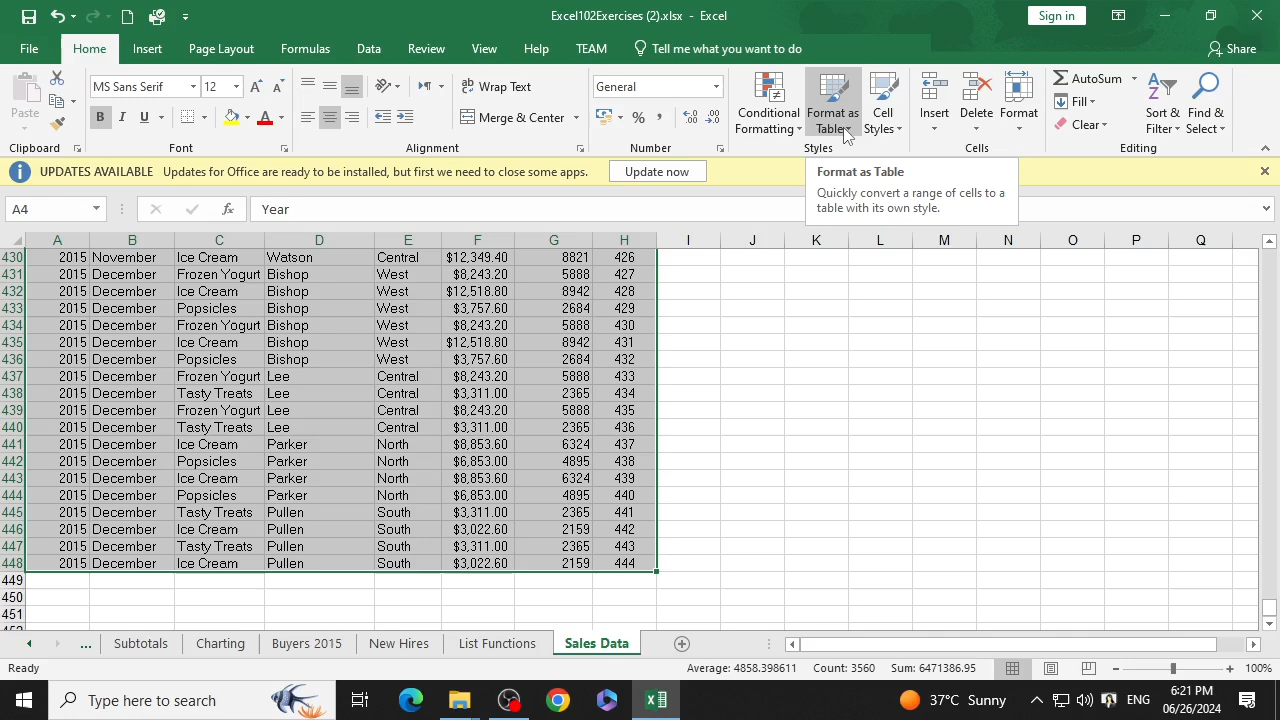 Excel102Exercises (2).xlsx - Excel
Sign in
File Home Insert Page Layout Formulas Data Review View Help TEAM Tell me what you want to do Share
Paste
MS Sans Serif 12
B I U
Wrap Text
Merge & Center
General
% ,
Conditional Formatting
Format as Table
Cell Styles
Insert
Delete
Format
AutoSum
Fill
Clear
Sort & Filter
Find & Select
Clipboard Font Alignment Number Styles Cells Editing
UPDATES AVAILABLE Updates for Office are ready to be installed, but first we need to close some apps. Update now
Format as Table
Quickly convert a range of cells to a
table with its own style.
A4 fx Year
A B C D E F G H I J K L M N O P Q
430 2015 November Ice Cream Watson Central $12,349.40 8821 426
431 2015 December Frozen Yogurt Bishop West $8,243.20 5888 427
432 2015 December Ice Cream Bishop West $12,518.80 8942 428
433 2015 December Popsicles Bishop West $3,757.60 2684 429
434 2015 December Frozen Yogurt Bishop West $8,243.20 5888 430
435 2015 December Ice Cream Bishop West $12,518.80 8942 431
436 2015 December Popsicles Bishop West $3,757.60 2684 432
437 2015 December Frozen Yogurt Lee Central $8,243.20 5888 433
438 2015 December Tasty Treats Lee Central $3,311.00 2365 434
439 2015 December Frozen Yogurt Lee Central $8,243.20 5888 435
440 2015 December Tasty Treats Lee Central $3,311.00 2365 436
441 2015 December Ice Cream Parker North $8,853.60 6324 437
442 2015 December Popsicles Parker North $6,853.00 4895 438
443 2015 December Ice Cream Parker North $8,853.60 6324 439
444 2015 December Popsicles Parker North $6,853.00 4895 440
445 2015 December Tasty Treats Pullen South $3,311.00 2365 441
446 2015 December Ice Cream Pullen South $3,022.60 2159 442
447 2015 December Tasty Treats Pullen South $3,311.00 2365 443
448 2015 December Ice Cream Pullen South $3,022.60 2159 444
449
450
451
... Subtotals Charting Buyers 2015 New Hires List Functions Sales Data
Ready Average: 4858.398611 Count: 3560 Sum: 6471386.95 100%
Type here to search 37°C Sunny ENG 6:21 PM
06/26/2024